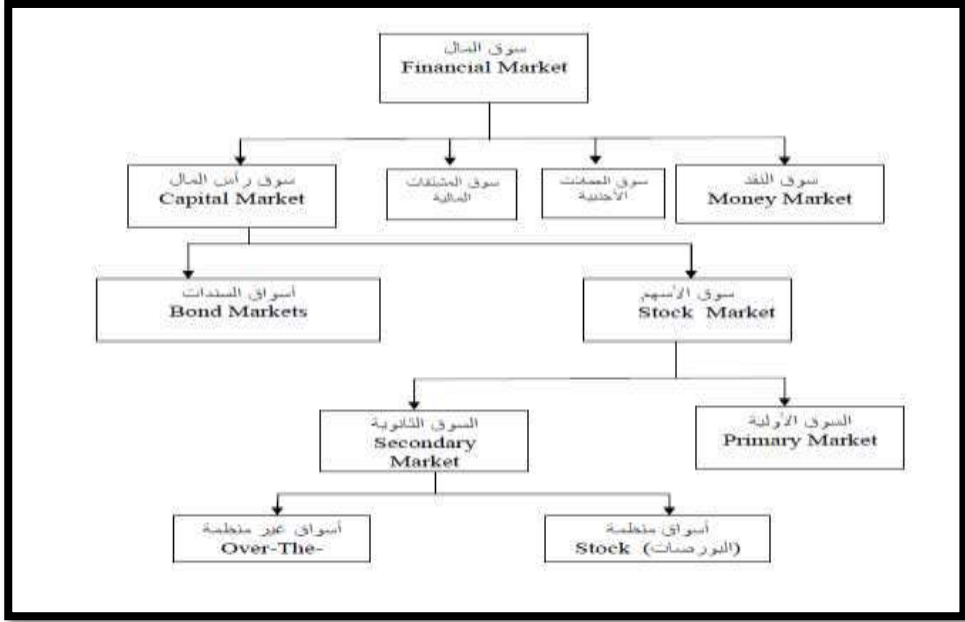 سوق المال
Financial Market
سوق رأس المال
Capital Market
سوق المشتقات
المالية
سوق العملات
الأجنبية
سوق النقد
Money Market
أسواق السندات
Bond Markets
سوق الأسهم
Stock Market
السوق الثانوية
Secondary
Market
السوق الأولية
Primary Market
أسواق غير منظمة
Over-The-
أسواق منظمة
Stock (البورصات)